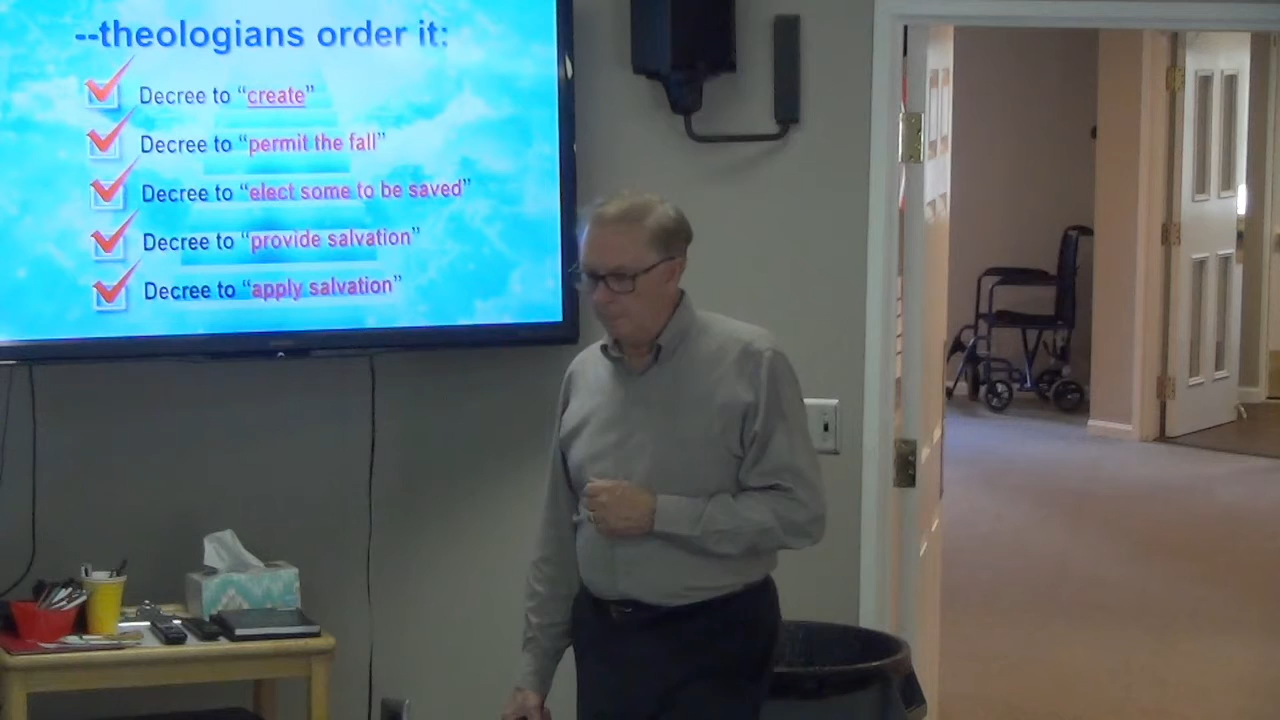 --theologians order it:
Decree to “create”
Decree to “permit the fall”
Decree to “elect some to be saved”
Decree to “provide salvation”
Decree to “apply salvation”